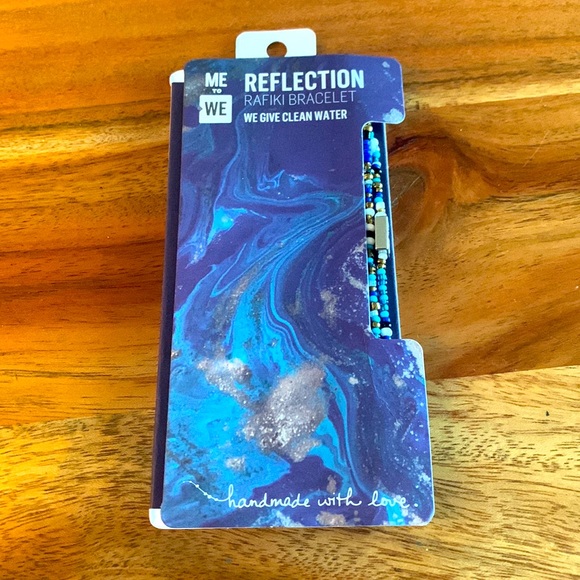 ME
TO
WE
REFLECTION
RAFIKI BRACELET
WE GIVE CLEAN WATER
handmade with love